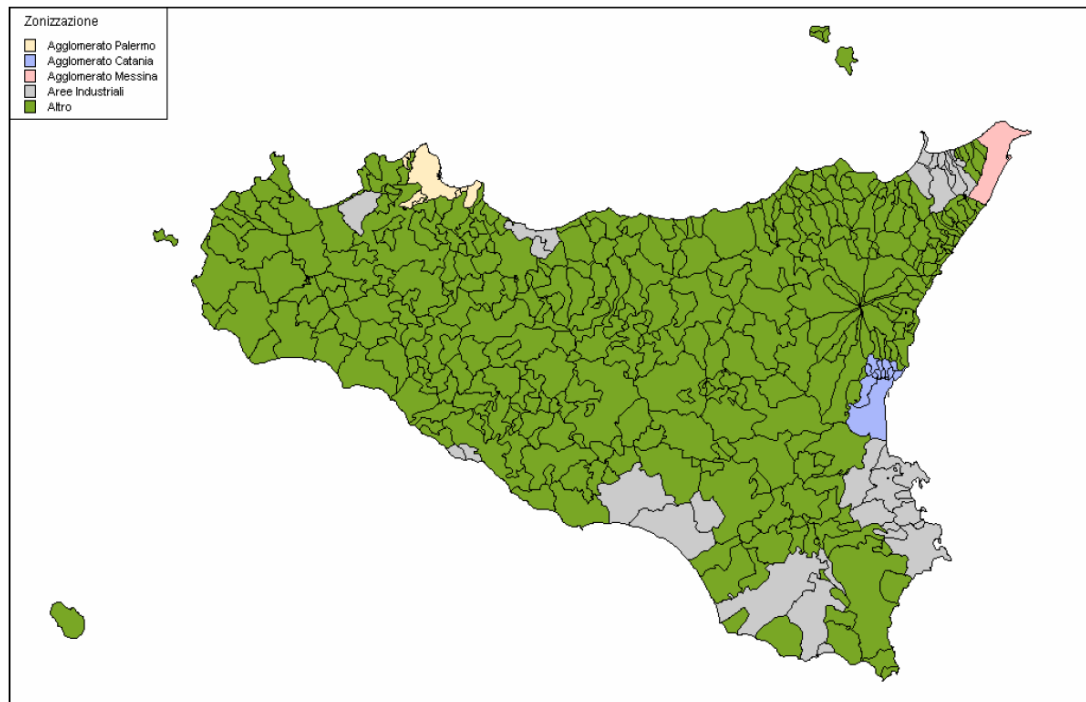 Zonizzazione
Agglomerato Palermo
Agglomerato Catania
Agglomerato Messina
Aree Industriali
Altro